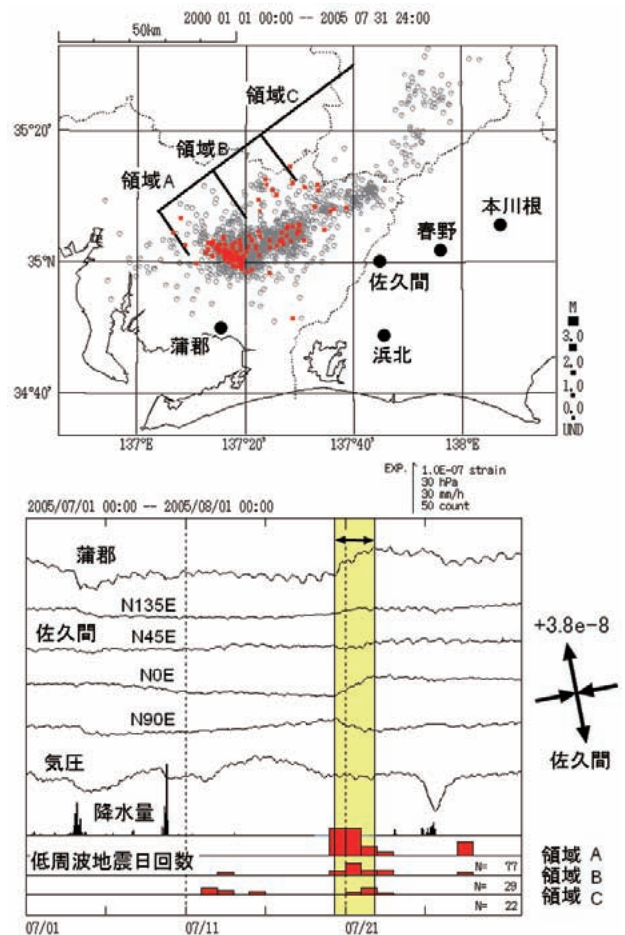 2000 01 01 00:00 -- 2005 07 31 24:00
50km
領域C
領域B
領域A
35°20'
35°N
34°40'
本川根
春野
佐久間
蒲郡
浜北
M
3.0
2.0
1.0
0.0
UND
137°E
137°20'
137°40'
138°E
EXP.
1.0E-07 strain
30 hPa
30 mm/h
50 count
2005/07/01 00:00 -- 2005/08/01 00:00
蒲郡
N135E
佐久間
N45E
N0E
N90E
気圧
降水量
低周波地震日回数
N= 77
N= 29
N= 22
領域 A
領域 B
領域 C
07/01
07/11
07/21
+3.8e-8
佐久間